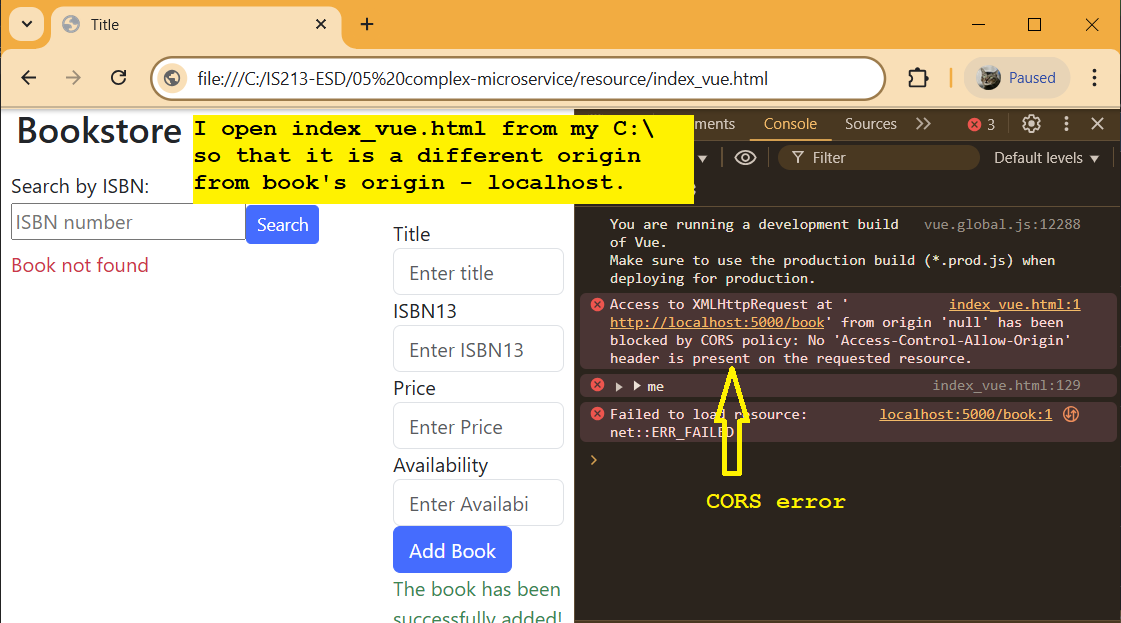 Title
file:///C:/IS213-ESD/05%20complex-microservice/resource/index_vue.html
Paused
Bookstore
I open index_vue.html from my C:\
so that it is a different origin
from book's origin - localhost.
Search by ISBN:
ISBN number
Search
Book not found
Title
Enter title
ISBN13
Enter ISBN13
Price
Enter Price
Availability
Enter Availabi
Add Book
The book has been
successfully added!
ments Console Sources 3
Filter Default levels
You are running a development build vue.global.js:12288
of Vue.
Make sure to use the production build (*.prod.js) when
deploying for production.
Access to XMLHttpRequest at ' index_vue.html:1
http://localhost:5000/book' from origin 'null' has been
blocked by CORS policy: No 'Access-Control-Allow-Origin'
header is present on the requested resource.
me index_vue.html:129
Failed to load resource: localhost:5000/book:1
net::ERR_FAILED
CORS error